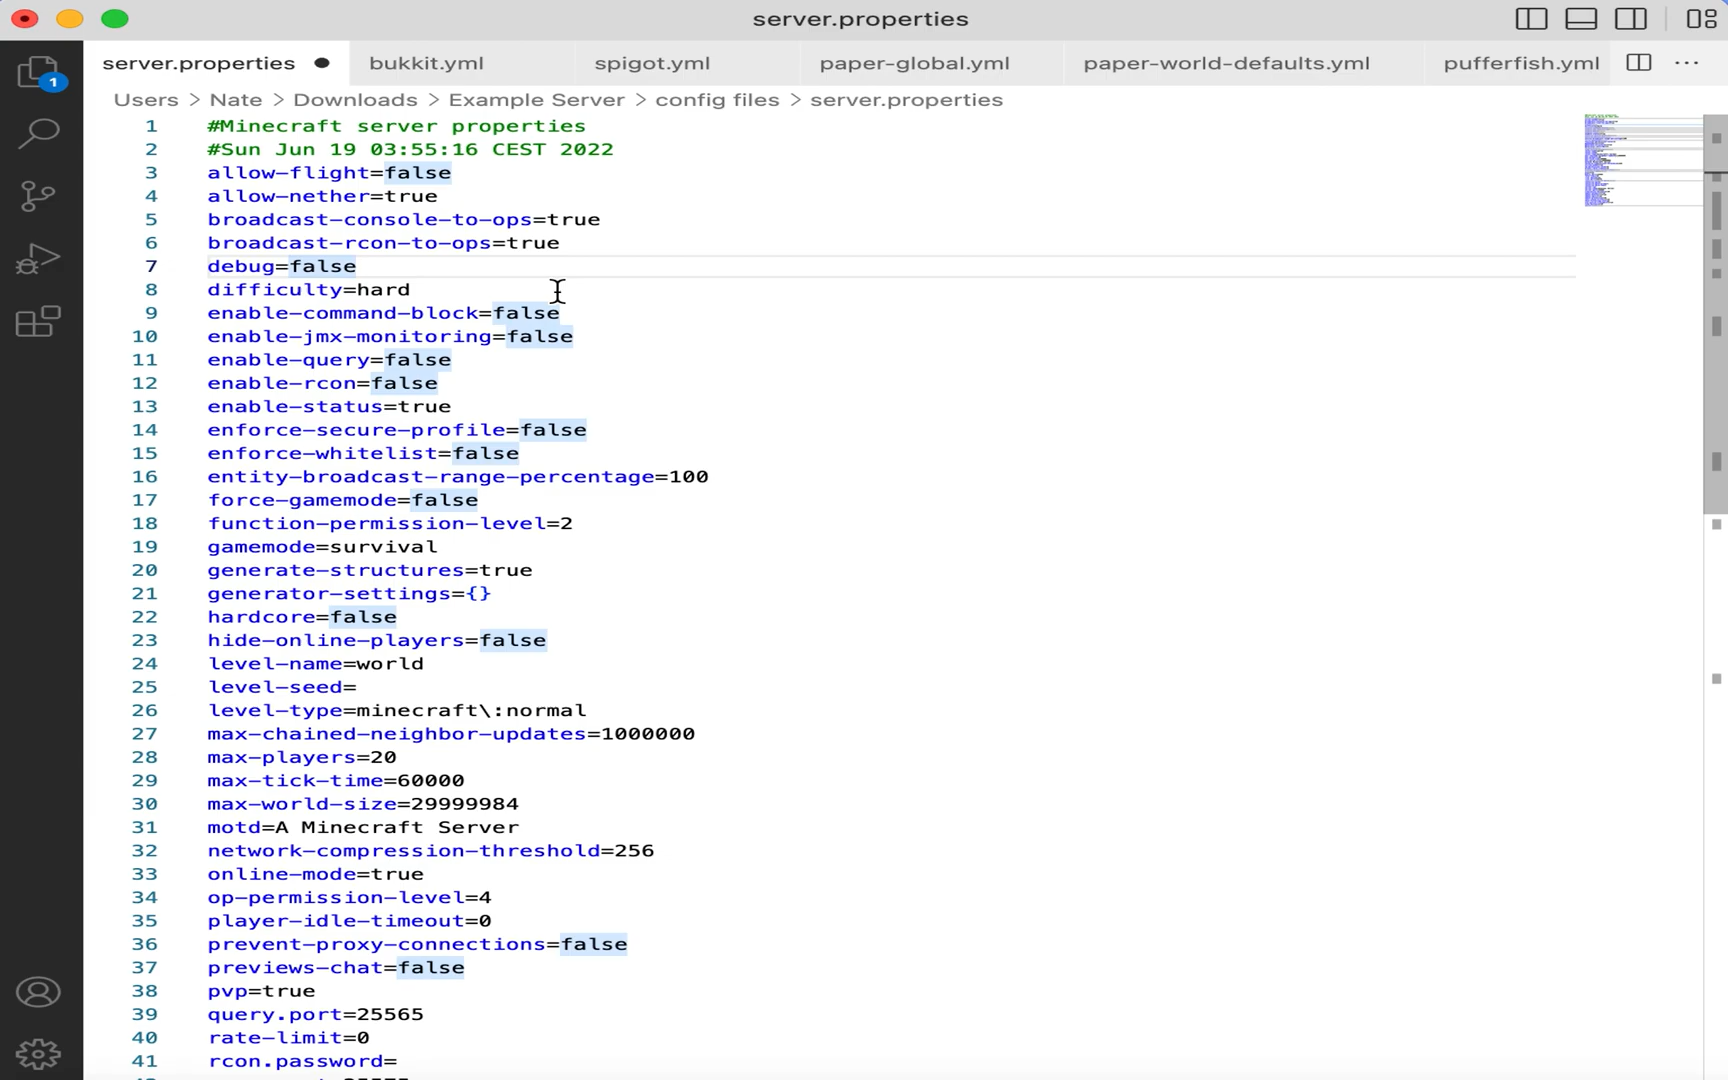 server.properties
server.properties bukkit.yml spigot.yml paper-global.yml paper-world-defaults.yml pufferfish.yml ...
1
Users > Nate > Downloads > Example Server > config files > server.properties
1 #Minecraft server properties
2 #Sun Jun 19 03:55:16 CEST 2022
3 allow-flight=false
4 allow-nether=true
5 broadcast-console-to-ops=true
6 broadcast-rcon-to-ops=true
7 debug=false
8 difficulty=hard
9 enable-command-block=false
10 enable-jmx-monitoring=false
11 enable-query=false
12 enable-rcon=false
13 enable-status=true
14 enforce-secure-profile=false
15 enforce-whitelist=false
16 entity-broadcast-range-percentage=100
17 force-gamemode=false
18 function-permission-level=2
19 gamemode=survival
20 generate-structures=true
21 generator-settings={}
22 hardcore=false
23 hide-online-players=false
24 level-name=world
25 level-seed=
26 level-type=minecraft\:normal
27 max-chained-neighbor-updates=1000000
28 max-players=20
29 max-tick-time=60000
30 max-world-size=29999984
31 motd=A Minecraft Server
32 network-compression-threshold=256
33 online-mode=true
34 op-permission-level=4
35 player-idle-timeout=0
36 prevent-proxy-connections=false
37 previews-chat=false
38 pvp=true
39 query.port=25565
40 rate-limit=0
41 rcon.password=